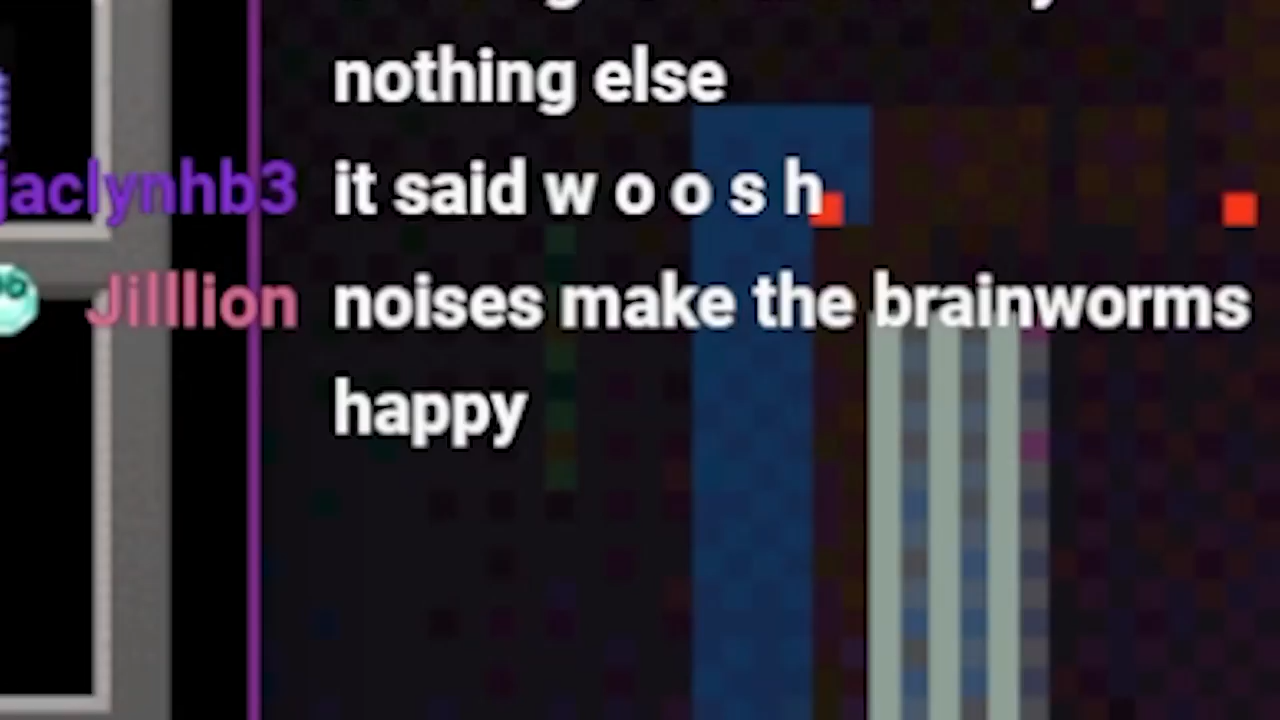 nothing else
jaclynhb3 it said w o o s h
Jilllion noises make the brainworms
happy